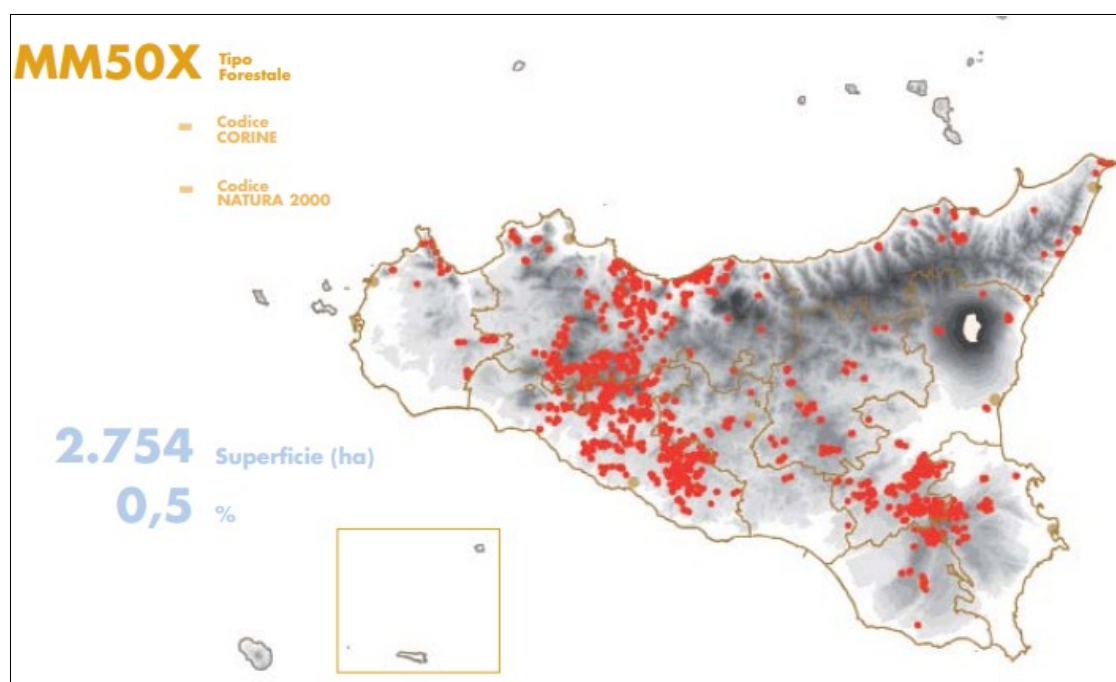 MM50X Tipo
Forestale
- Codice
CORINE
- Codice
NATURA 2000
2.754 Superficie (ha)
0,5 %